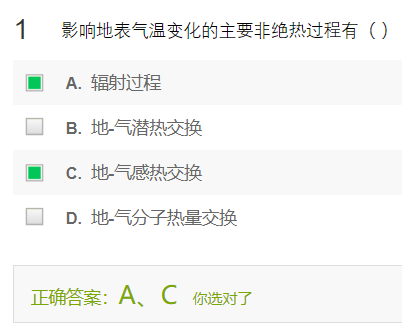 1 影响地表气温变化的主要非绝热过程有（ ）
A. 辐射过程
B. 地-气潜热交换
C. 地-气感热交换
D. 地-气分子热量交换
正确答案：A、C 你选对了